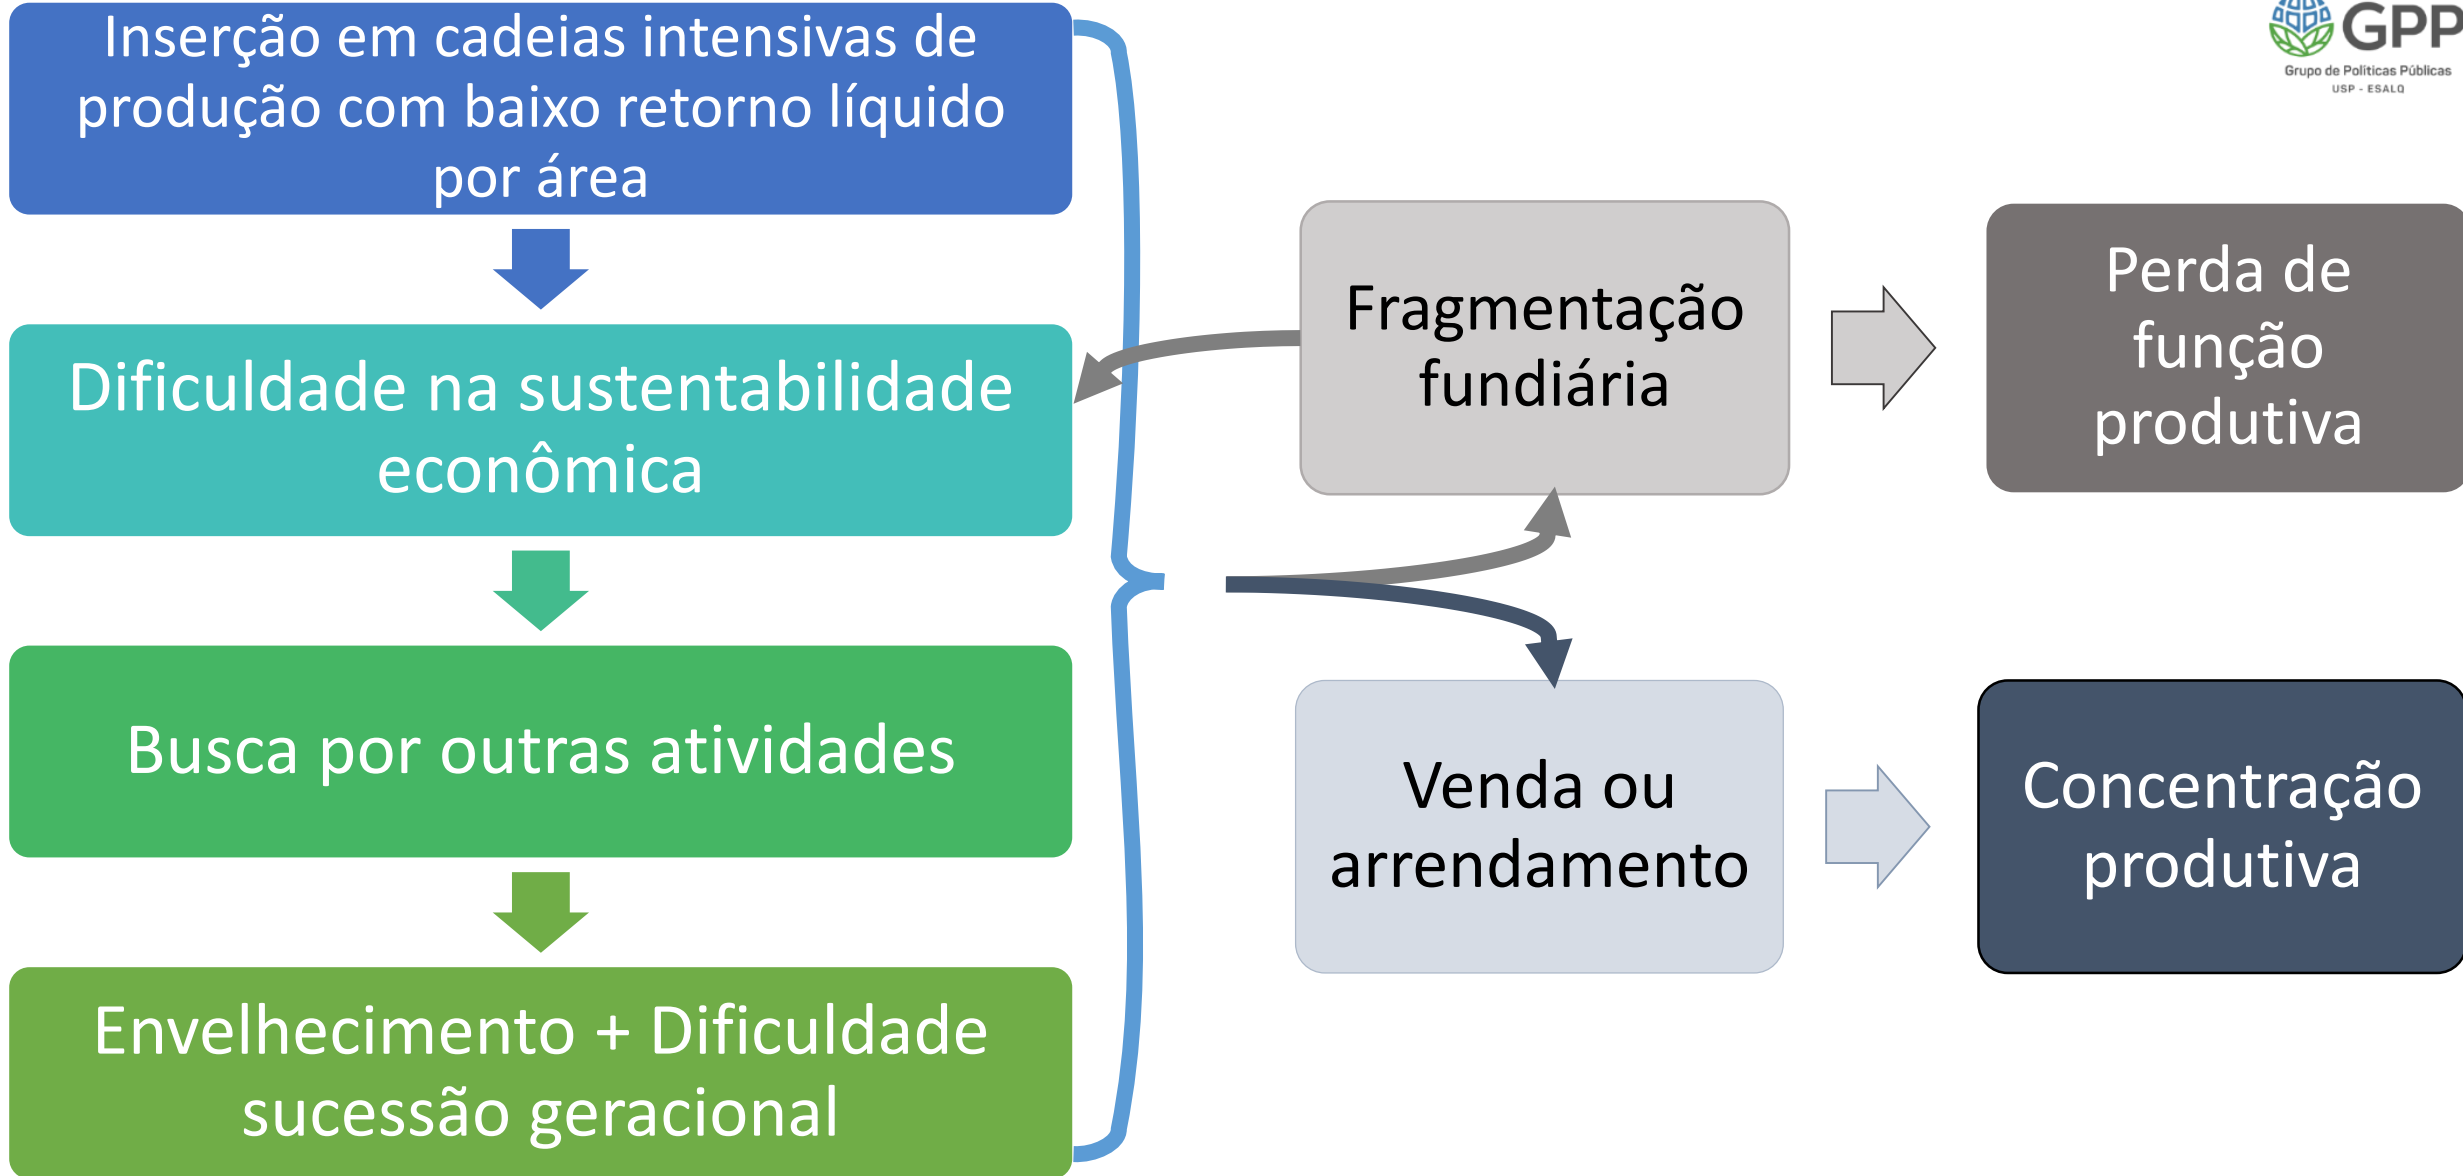 Inserção em cadeias intensivas de
produção com baixo retorno líquido
por área
Dificuldade na sustentabilidade
econômica
Busca por outras atividades
Envelhecimento + Dificuldade
sucessão geracional
Fragmentação
fundiária
Perda de
função
produtiva
Venda ou
arrendamento
Concentração
produtiva
GPP
Grupo de Políticas Públicas
USP - ESALQ